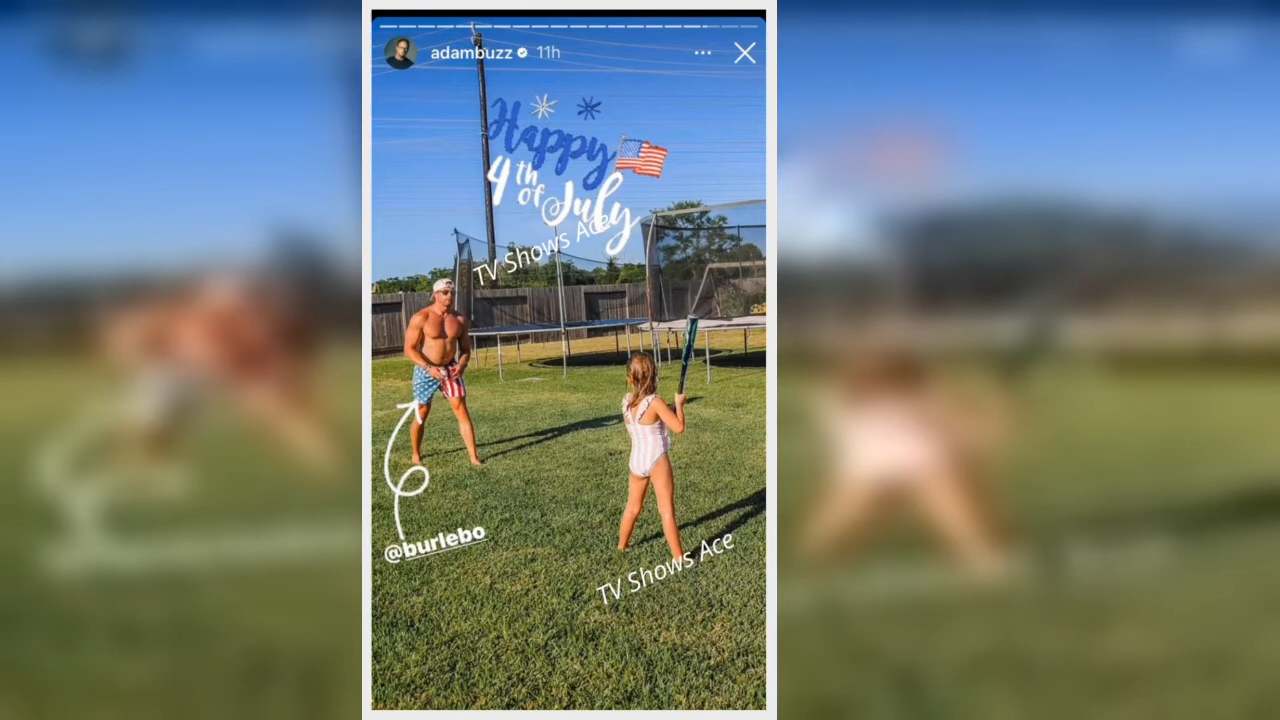 adambuzz 11h
Happy
4th
of July
TV Shows Ace
@burlebo
TV Shows Ace